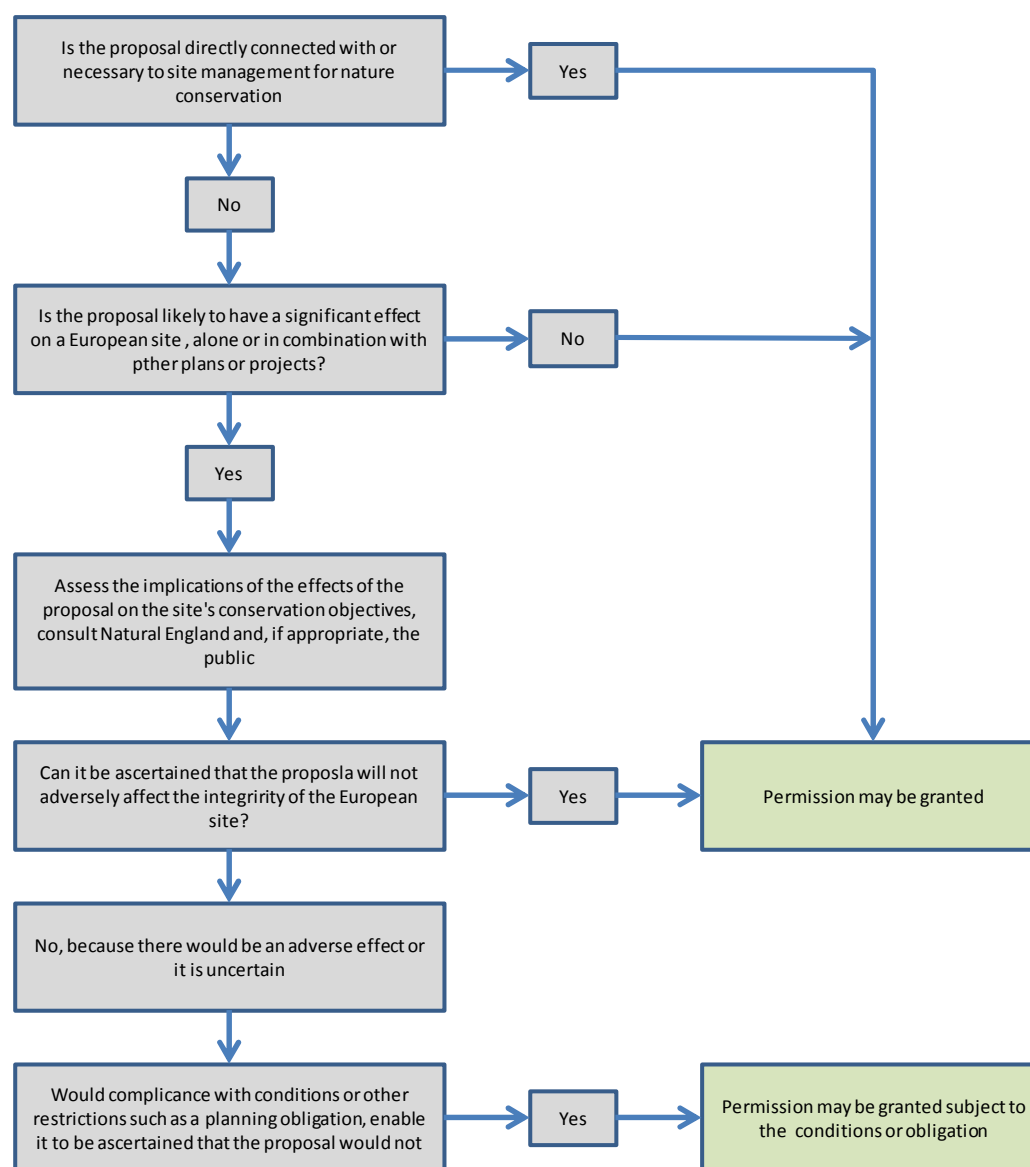 Is the proposal directly connected with or
necessary to site management for nature
conservation
Yes
No
Is the proposal likely to have a significant effect
on a European site , alone or in combination with
pther plans or projects?
No
Yes
Assess the implications of the effects of the
proposal on the site's conservation objectives,
consult Natural England and, if appropriate, the
public
Can it be ascertained that the proposla will not
adversely affect the integririty of the European
site?
Yes
Permission may be granted
No, because there would be an adverse effect or
it is uncertain
Would complicance with conditions or other
restrictions such as a planning obligation, enable
it to be ascertained that the proposal would not
Yes
Permission may be granted subject to
the conditions or obligation